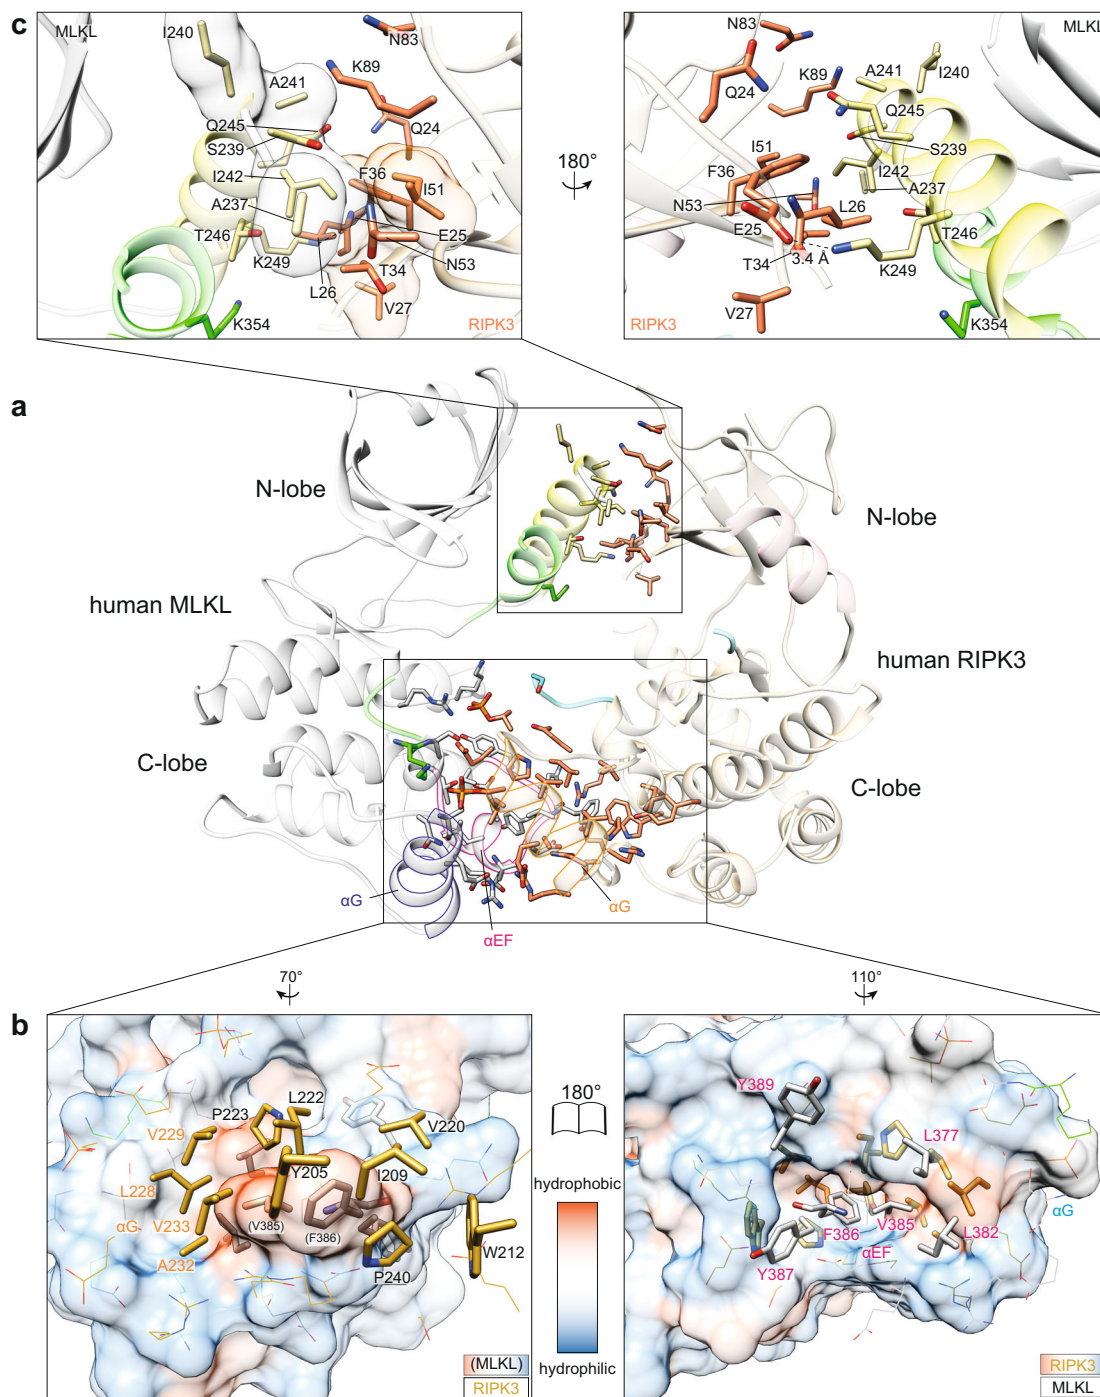 c
MLKL
I240
N83
K89
A241
Q24
Q245
S239
I242
F36
I51
A237
E25
T246
N53
K249
T34
L26
V27
K354
RIPK3
180°
N83
MLKL
Q24
K89
A241
I240
Q245
I51
S239
F36
I242
N53
A237
L26
E25
T246
T34
3.4 Å
K249
V27
K354
RIPK3
a
N-lobe
N-lobe
human MLKL
human RIPK3
C-lobe
C-lobe
αG
αG
αEF
70°
110°
b
P223
L222
V229
V220
Y205
I209
L228
αG
V233
(V385)
(F386)
A232
W212
P240
(MLKL)
RIPK3
180°
hydrophobic
hydrophilic
Y389
L377
αG
V385
F386
L382
αEF
Y387
RIPK3
MLKL